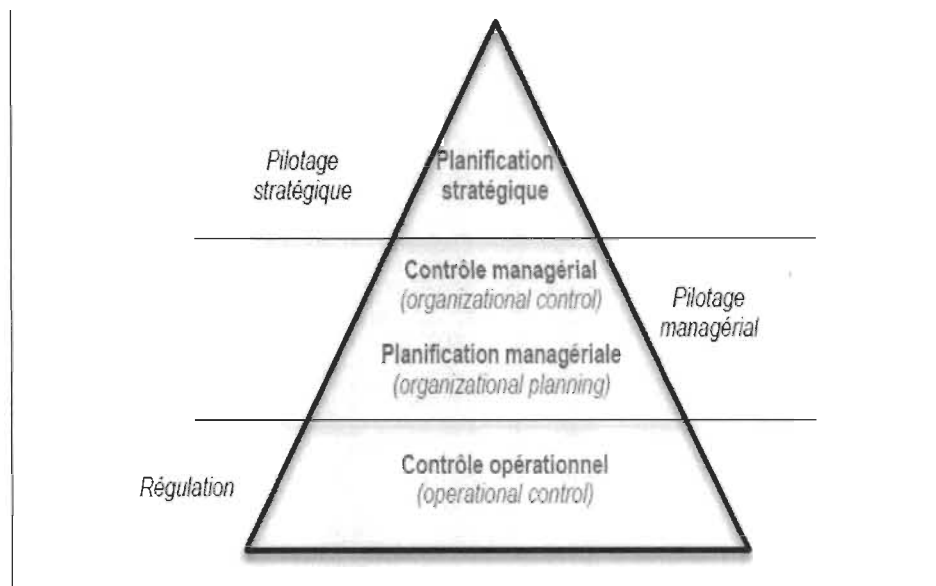 Pilotage
stratégique
Planification
stratégique
Contrôle managérial
(organizational control)
Planification managériale
(organizational planning)
Pilotage
managérial
Contrôle opérationnel
(operational control)
Régulation